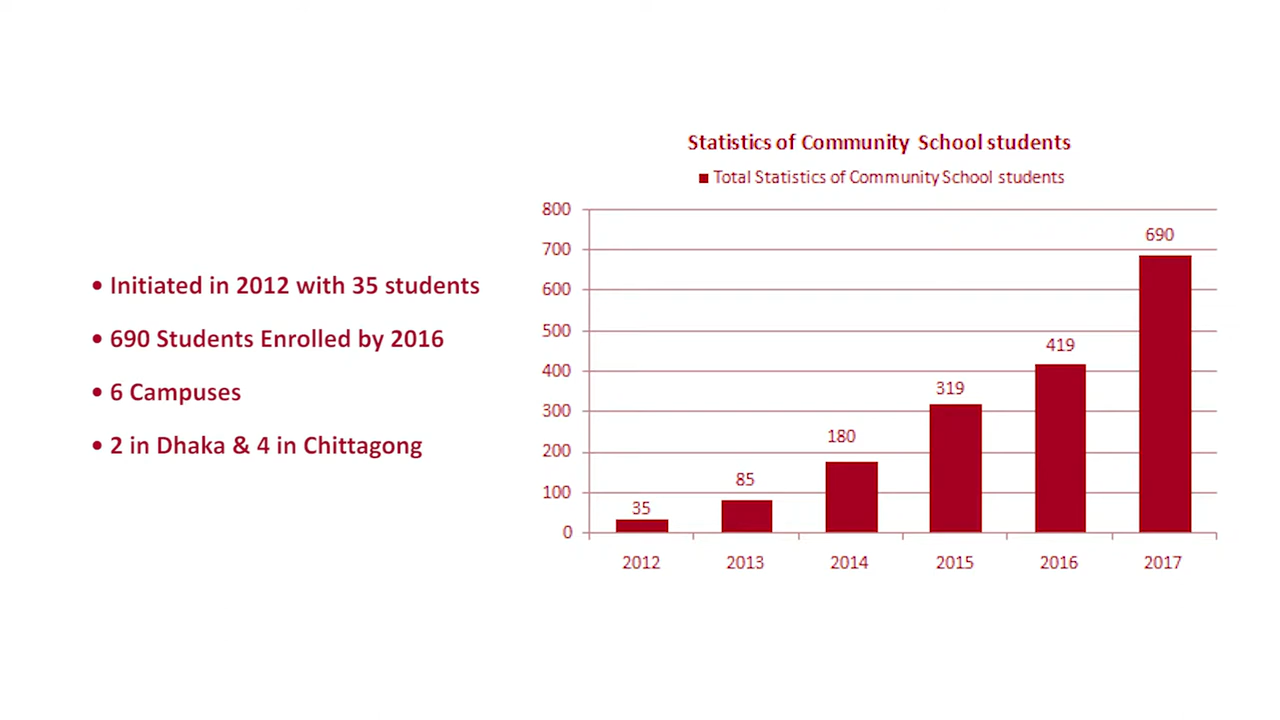 • Initiated in 2012 with 35 students
• 690 Students Enrolled by 2016
• 6 Campuses
• 2 in Dhaka & 4 in Chittagong
Statistics of Community School students
Total Statistics of Community School students
800
700
600
500
400
300
200
100
0
35
85
180
319
419
690
2012 2013 2014 2015 2016 2017